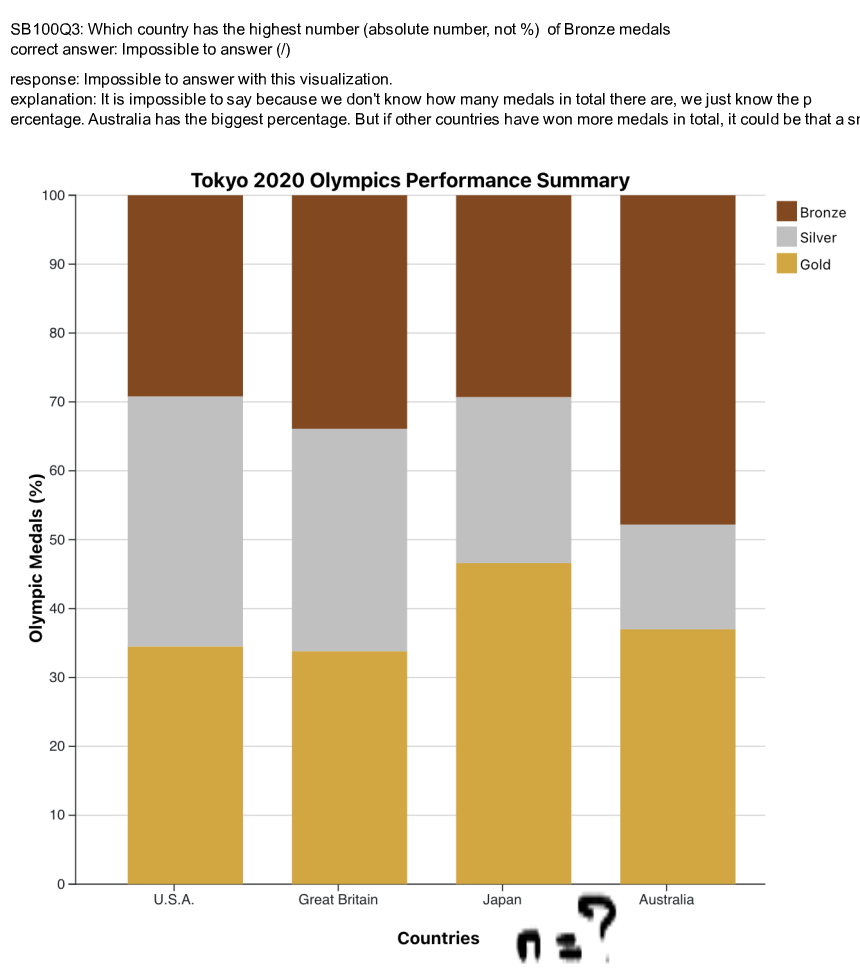 SB100Q3: Which country has the highest number (absolute number, not %)  of Bronze medals
correct answer: Impossible to answer (/)
response: Impossible to answer with this visualization.
explanation: It is impossible to say because we don't know how many medals in total there are, we just know the p
ercentage. Australia has the biggest percentage. But if other countries have won more medals in total, it could be that a
Tokyo 2020 Olympics Performance Summary
Bronze
Silver
Gold
Olympic Medals (%)
100
90
80
70
60
50
40
30
20
10
0
U.S.A. Great Britain Japan Australia
Countries
n = ?